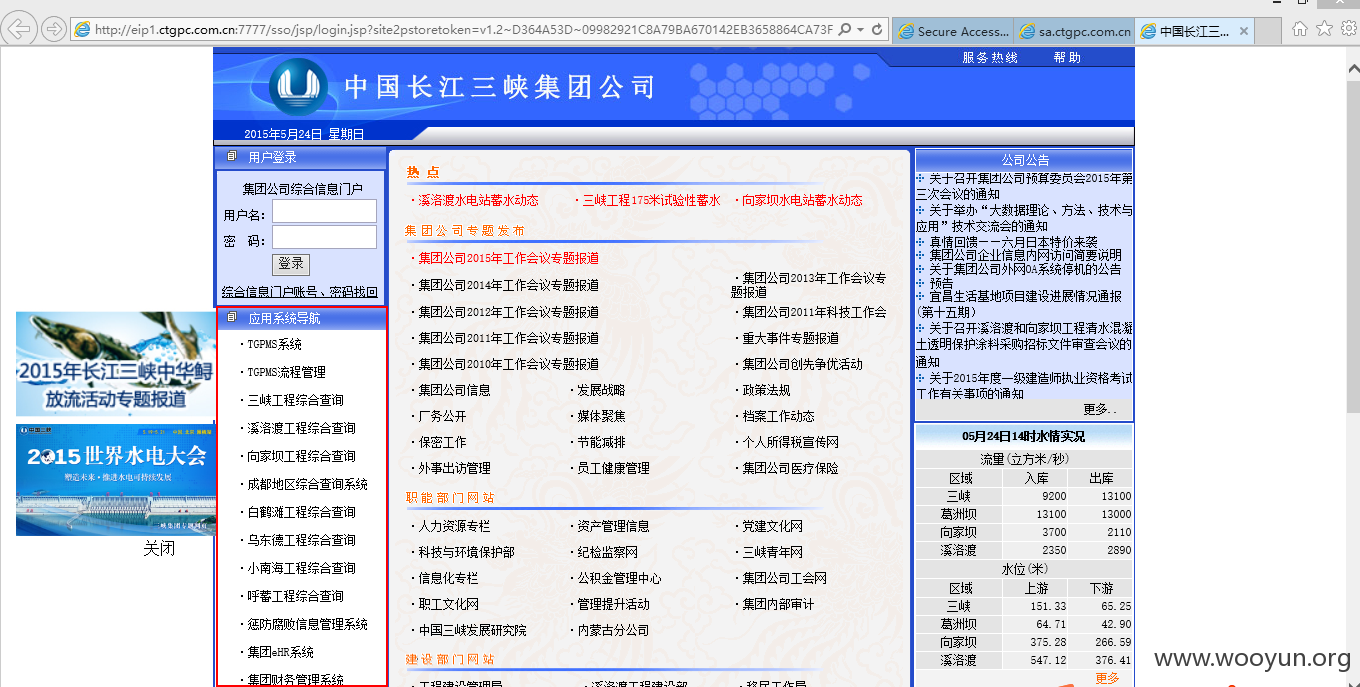 http://eip1.ctgpc.com.cn:7777/sso/jsp/login.jsp?site2pstoretoken=v1.2~D364A53D~09982921C8A79BA670142EB3658864CA73F
Secure Access...
sa.ctgpc.com.cn
中国长江三...
服务热线 帮助
中国长江三峡集团公司
2015年5月24日 星期日
用户登录
集团公司综合信息门户
用户名:
密 码:
登录
综合信息门户账号、密码找回
应用系统导航
·TGPMS系统
·TGPMS流程管理
·三峡工程综合查询
·溪洛渡工程综合查询
·向家坝工程综合查询
·成都地区综合查询系统
·白鹤滩工程综合查询
·乌东德工程综合查询
·小南海工程综合查询
·呼蓄工程综合查询
·惩防腐败信息管理系统
·集团eHR系统
·集团财务管理系统
2015年长江三峡中华鲟
放流活动专题报道
中国三峡
2015世界水电大会
塑造未来·推进水电可持续发展
三峡集团专题网页
关闭
热 点
·溪洛渡水电站蓄水动态 ·三峡工程175米试验性蓄水 ·向家坝水电站蓄水动态
集团公司专题发布
·集团公司2015年工作会议专题报道
·集团公司2014年工作会议专题报道
·集团公司2013年工作会议专
题报道
·集团公司2012年工作会议专题报道 ·集团公司2011年科技工作会
·集团公司2011年工作会议专题报道 ·重大事件专题报道
·集团公司2010年工作会议专题报道 ·集团公司创先争优活动
·集团公司信息 ·发展战略 ·政策法规
·厂务公开 ·媒体聚焦 ·档案工作动态
·保密工作 ·节能减排 ·个人所得税宣传网
·外事出访管理 ·员工健康管理 ·集团公司医疗保险
职能部门网站
·人力资源专栏 ·资产管理信息 ·党建文化网
·科技与环境保护部 ·纪检监察网 ·三峡青年网
·信息化专栏 ·公积金管理中心 ·集团公司工会网
·职工文化网 ·管理提升活动 ·集团内部审计
·中国三峡发展研究院 ·内蒙古分公司
建设部门网站
·工程建设管理局 ·溪洛渡工程建设部 ·移民工作局
公司公告
关于召开集团公司预算委员会2015年第
三次会议的通知
关于举办“大数据理论、方法、技术与
应用”技术交流会的通知
真情回馈－－六月日本特价来袭
集团公司企业信息内网访问简要说明
关于集团公司外网OA系统停机的公告
预告
宜昌生活基地项目建设进展情况通报
(第十五期)
关于召开溪洛渡和向家坝工程清水混凝
土透明保护涂料采购招标文件审查会议的
通知
关于2015年度一级建造师执业资格考试
工作有关事项的通知
更多..
05月24日14时水情实况
流量(立方米/秒)
区域 入库 出库
三峡 9200 13100
葛洲坝 13100 13000
向家坝 3700 2110
溪洛渡 2350 2890
水位(米)
区域 上游 下游
三峡 151.33 65.25
葛洲坝 64.71 42.90
向家坝 375.28 266.59
溪洛渡 547.12 376.41
更多
www.wooyun.org